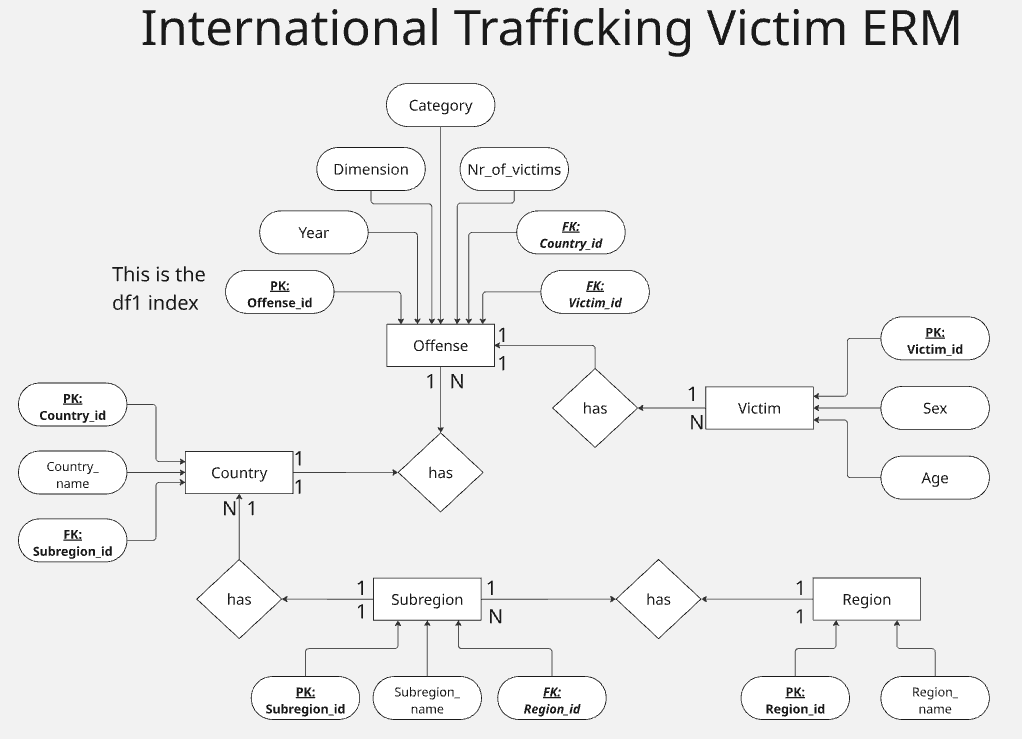 International Trafficking Victim ERM
Category
Dimension
Nr_of_victims
Year
FK:
Country_id
This is the
df1 index
PK:
Offense_id
FK:
Victim_id
Offense
1
1
1 N
PK:
Victim_id
PK:
Country_id
has
1
N
Victim
Sex
Country_
name
Country
1
1
has
Age
N 1
FK:
Subregion_id
has
1
1
Subregion
1
N
has
1
1
Region
PK:
Subregion_id
Subregion_
name
FK:
Region_id
PK:
Region_id
Region_
name